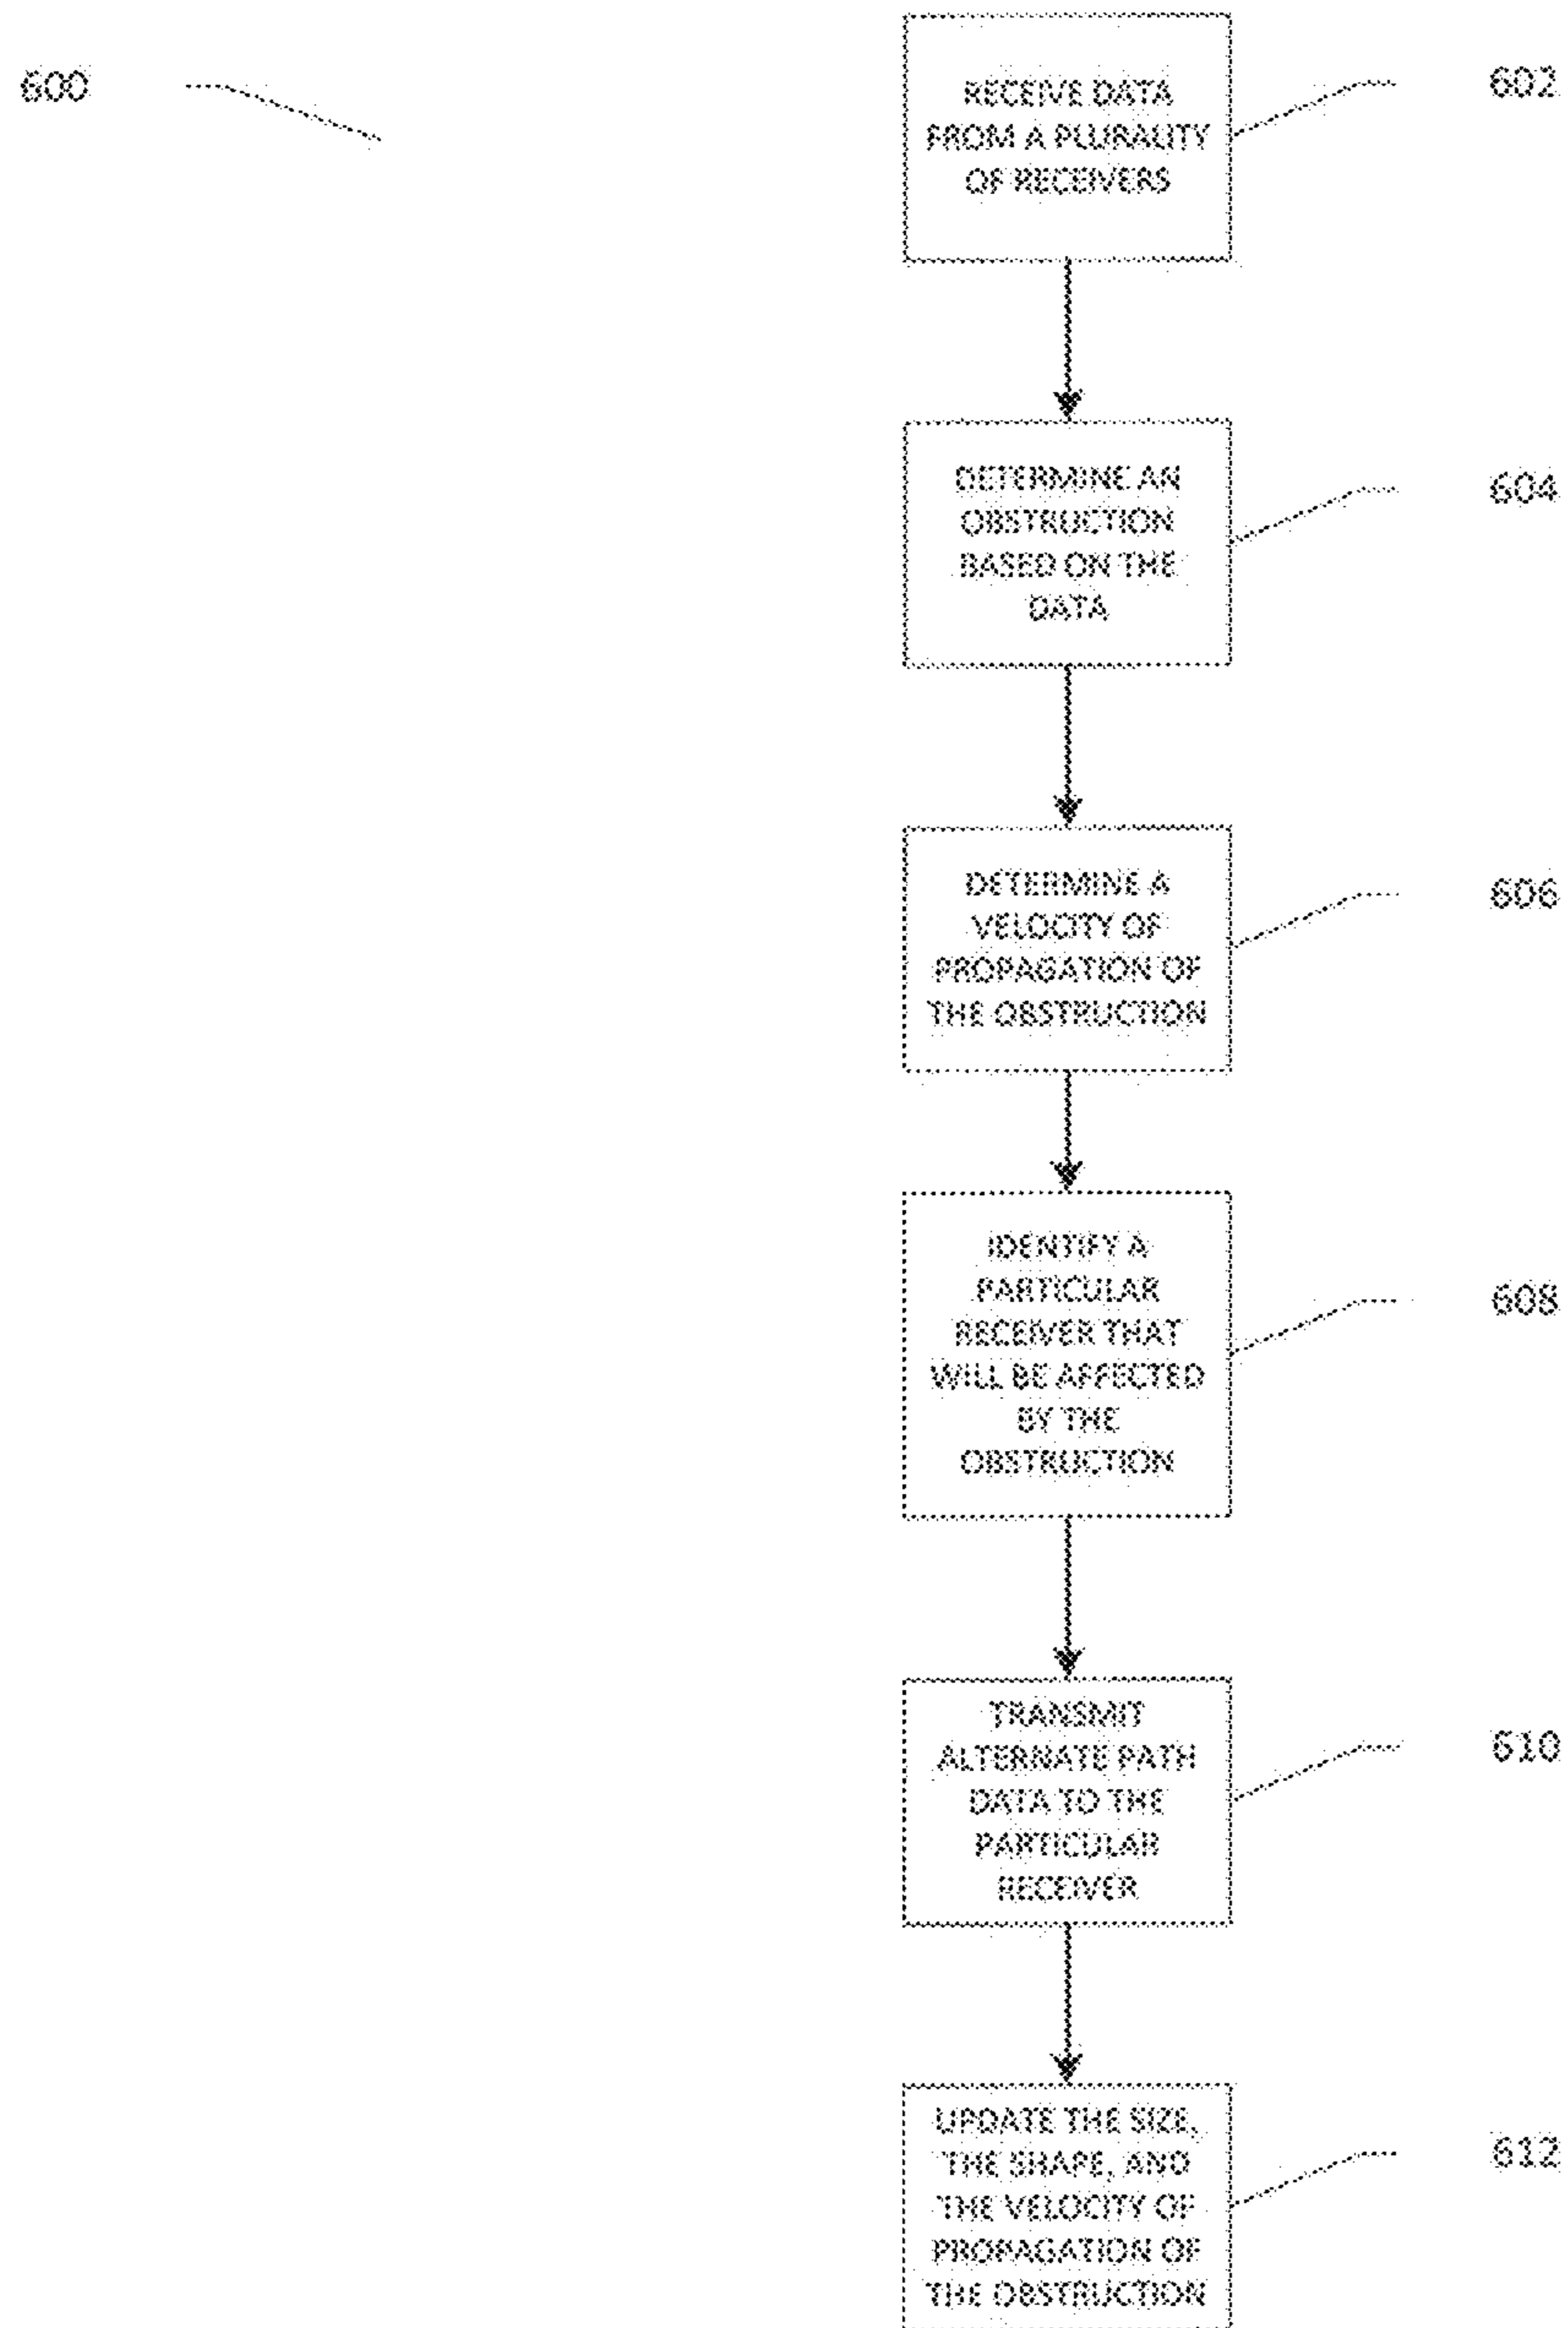 600
RECEIVE DATA
FROM A PLURALITY
OF RECEIVERS
602
DETERMINE AN
OBSTRUCTION
BASED ON THE
DATA
604
DETERMINE A
VELOCITY OF
PROPAGATION OF
THE OBSTRUCTION
606
IDENTIFY A
PARTICULAR
RECEIVER THAT
WILL BE AFFECTED
BY THE
OBSTRUCTION
608
TRANSMIT
ALTERNATE PATH
DATA TO THE
PARTICULAR
RECEIVER
610
UPDATE THE SIZE,
THE SHAPE, AND
THE VELOCITY OF
PROPAGATION OF
THE OBSTRUCTION
612